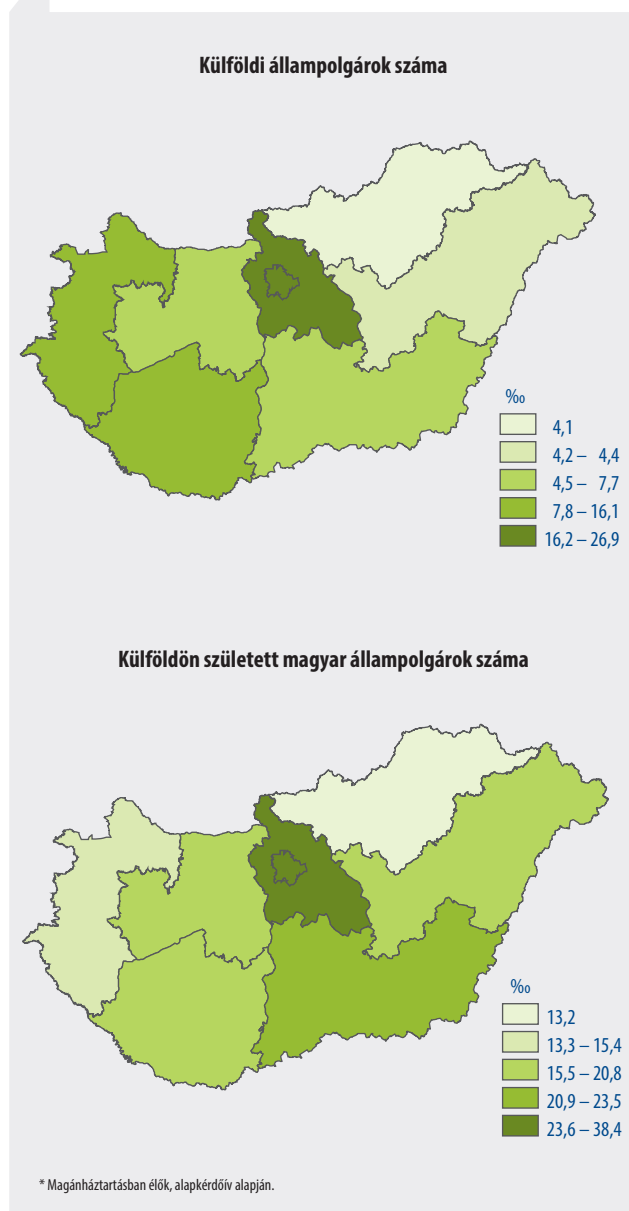 Külföldi állampolgárok száma
‰
4,1
4,2 – 4,4
4,5 – 7,7
7,8 – 16,1
16,2 – 26,9
Külföldön született magyar állampolgárok száma
‰
13,2
13,3 – 15,4
15,5 – 20,8
20,9 – 23,5
23,6 – 38,4
* Magánháztartásban élők, alapkérdőív alapján.